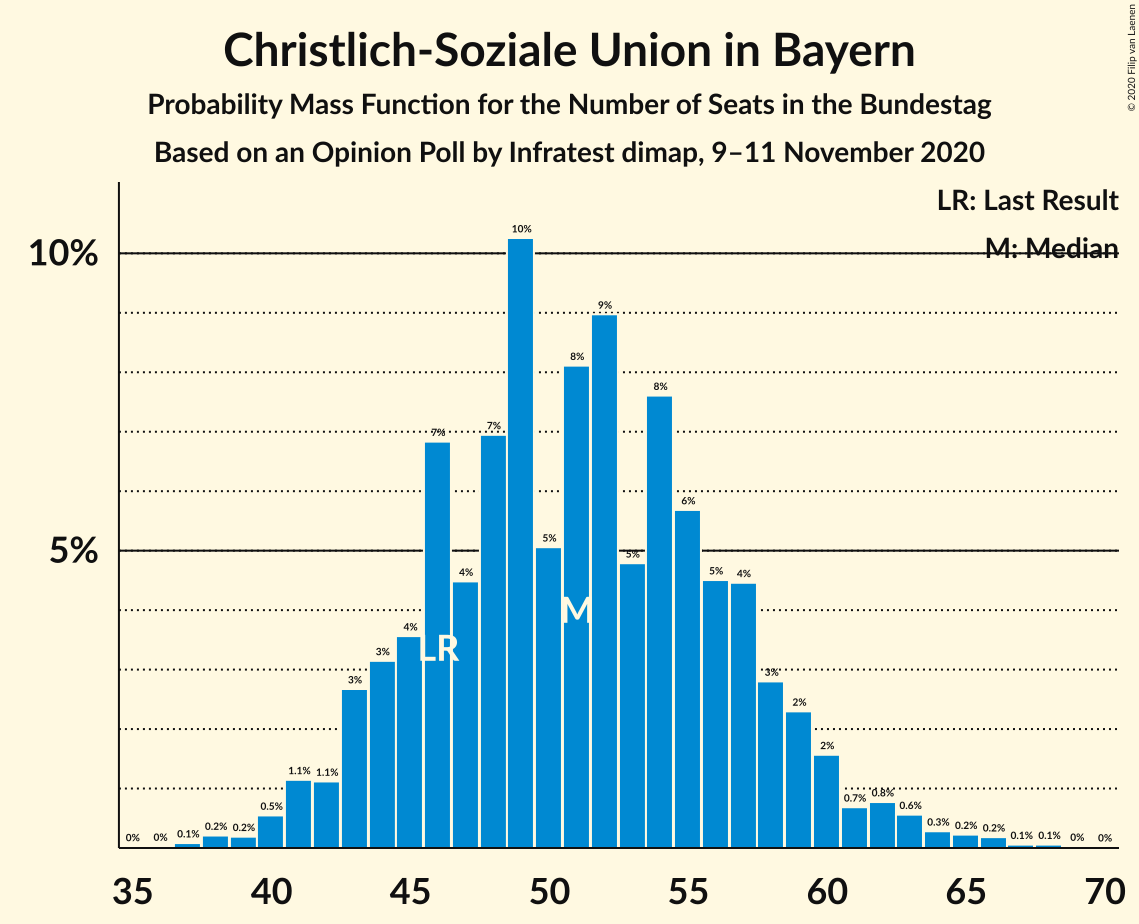 Christlich-Soziale Union in Bayern
Probability Mass Function for the Number of Seats in the Bundestag
Based on an Opinion Poll by Infratest dimap, 9–11 November 2020
© 2020 Filip van Laenen
LR: Last Result
M: Median
10%
5%
0% 0% 0.1% 0.2% 0.2% 0.5% 1.1% 1.1% 3% 3% 4% 7% 4% 7% 10% 5% 8% 9% 5% 8% 6% 5% 4% 3% 2% 2% 0.7% 0.8% 0.6% 0.3% 0.2% 0.2% 0.1% 0.1% 0% 0%
LR M
35 40 45 50 55 60 65 70